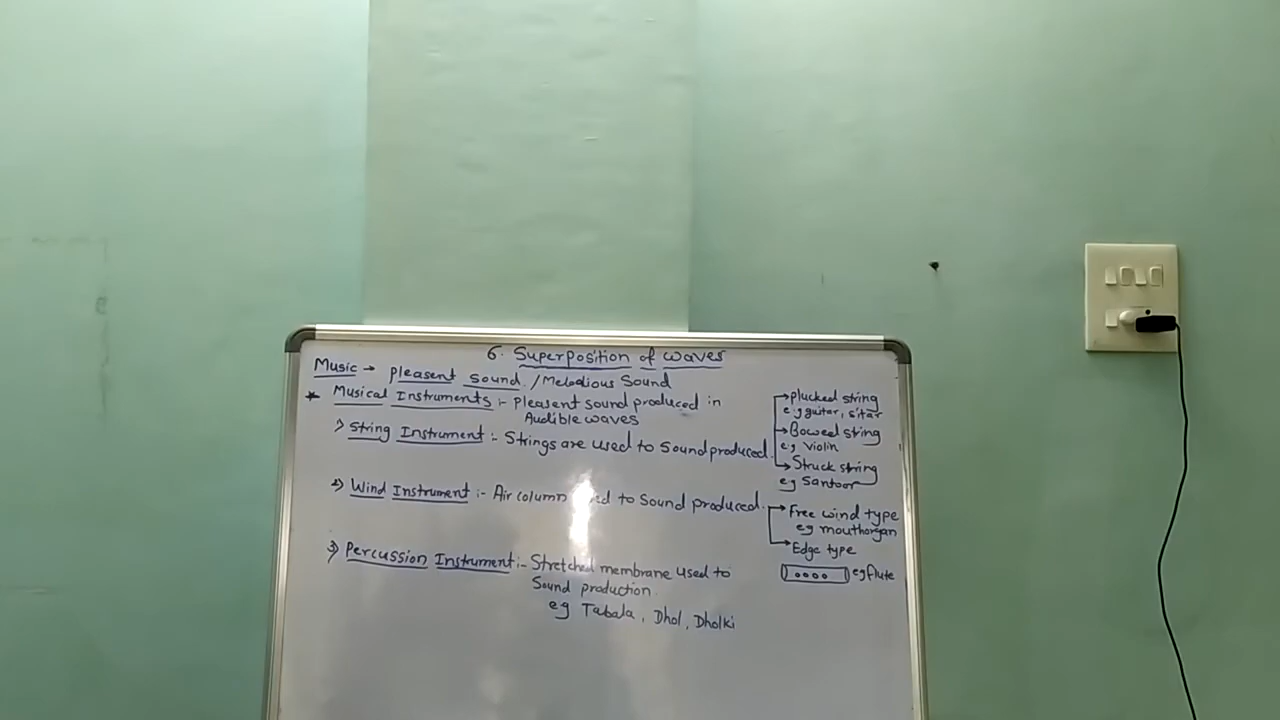 6. Superposition of waves
Music → pleasent sound. / Melodious Sound
* Musical Instruments :- pleasent sound produced in
Audible waves
1) String Instrument :- Strings are used to Sound produced.
→ plucked string
e.g guitar, sitar
→ Bowed string
eg violin
→ Struck string
eg Santoor
2) Wind Instrument :- Air column to Sound produced.
→ Free wind type
eg mouthorgan
→ Edge type
eg flute
3) Percussion Instrument :- Stretched membrane used to
Sound production.
eg Tabala, Dhol, Dholki